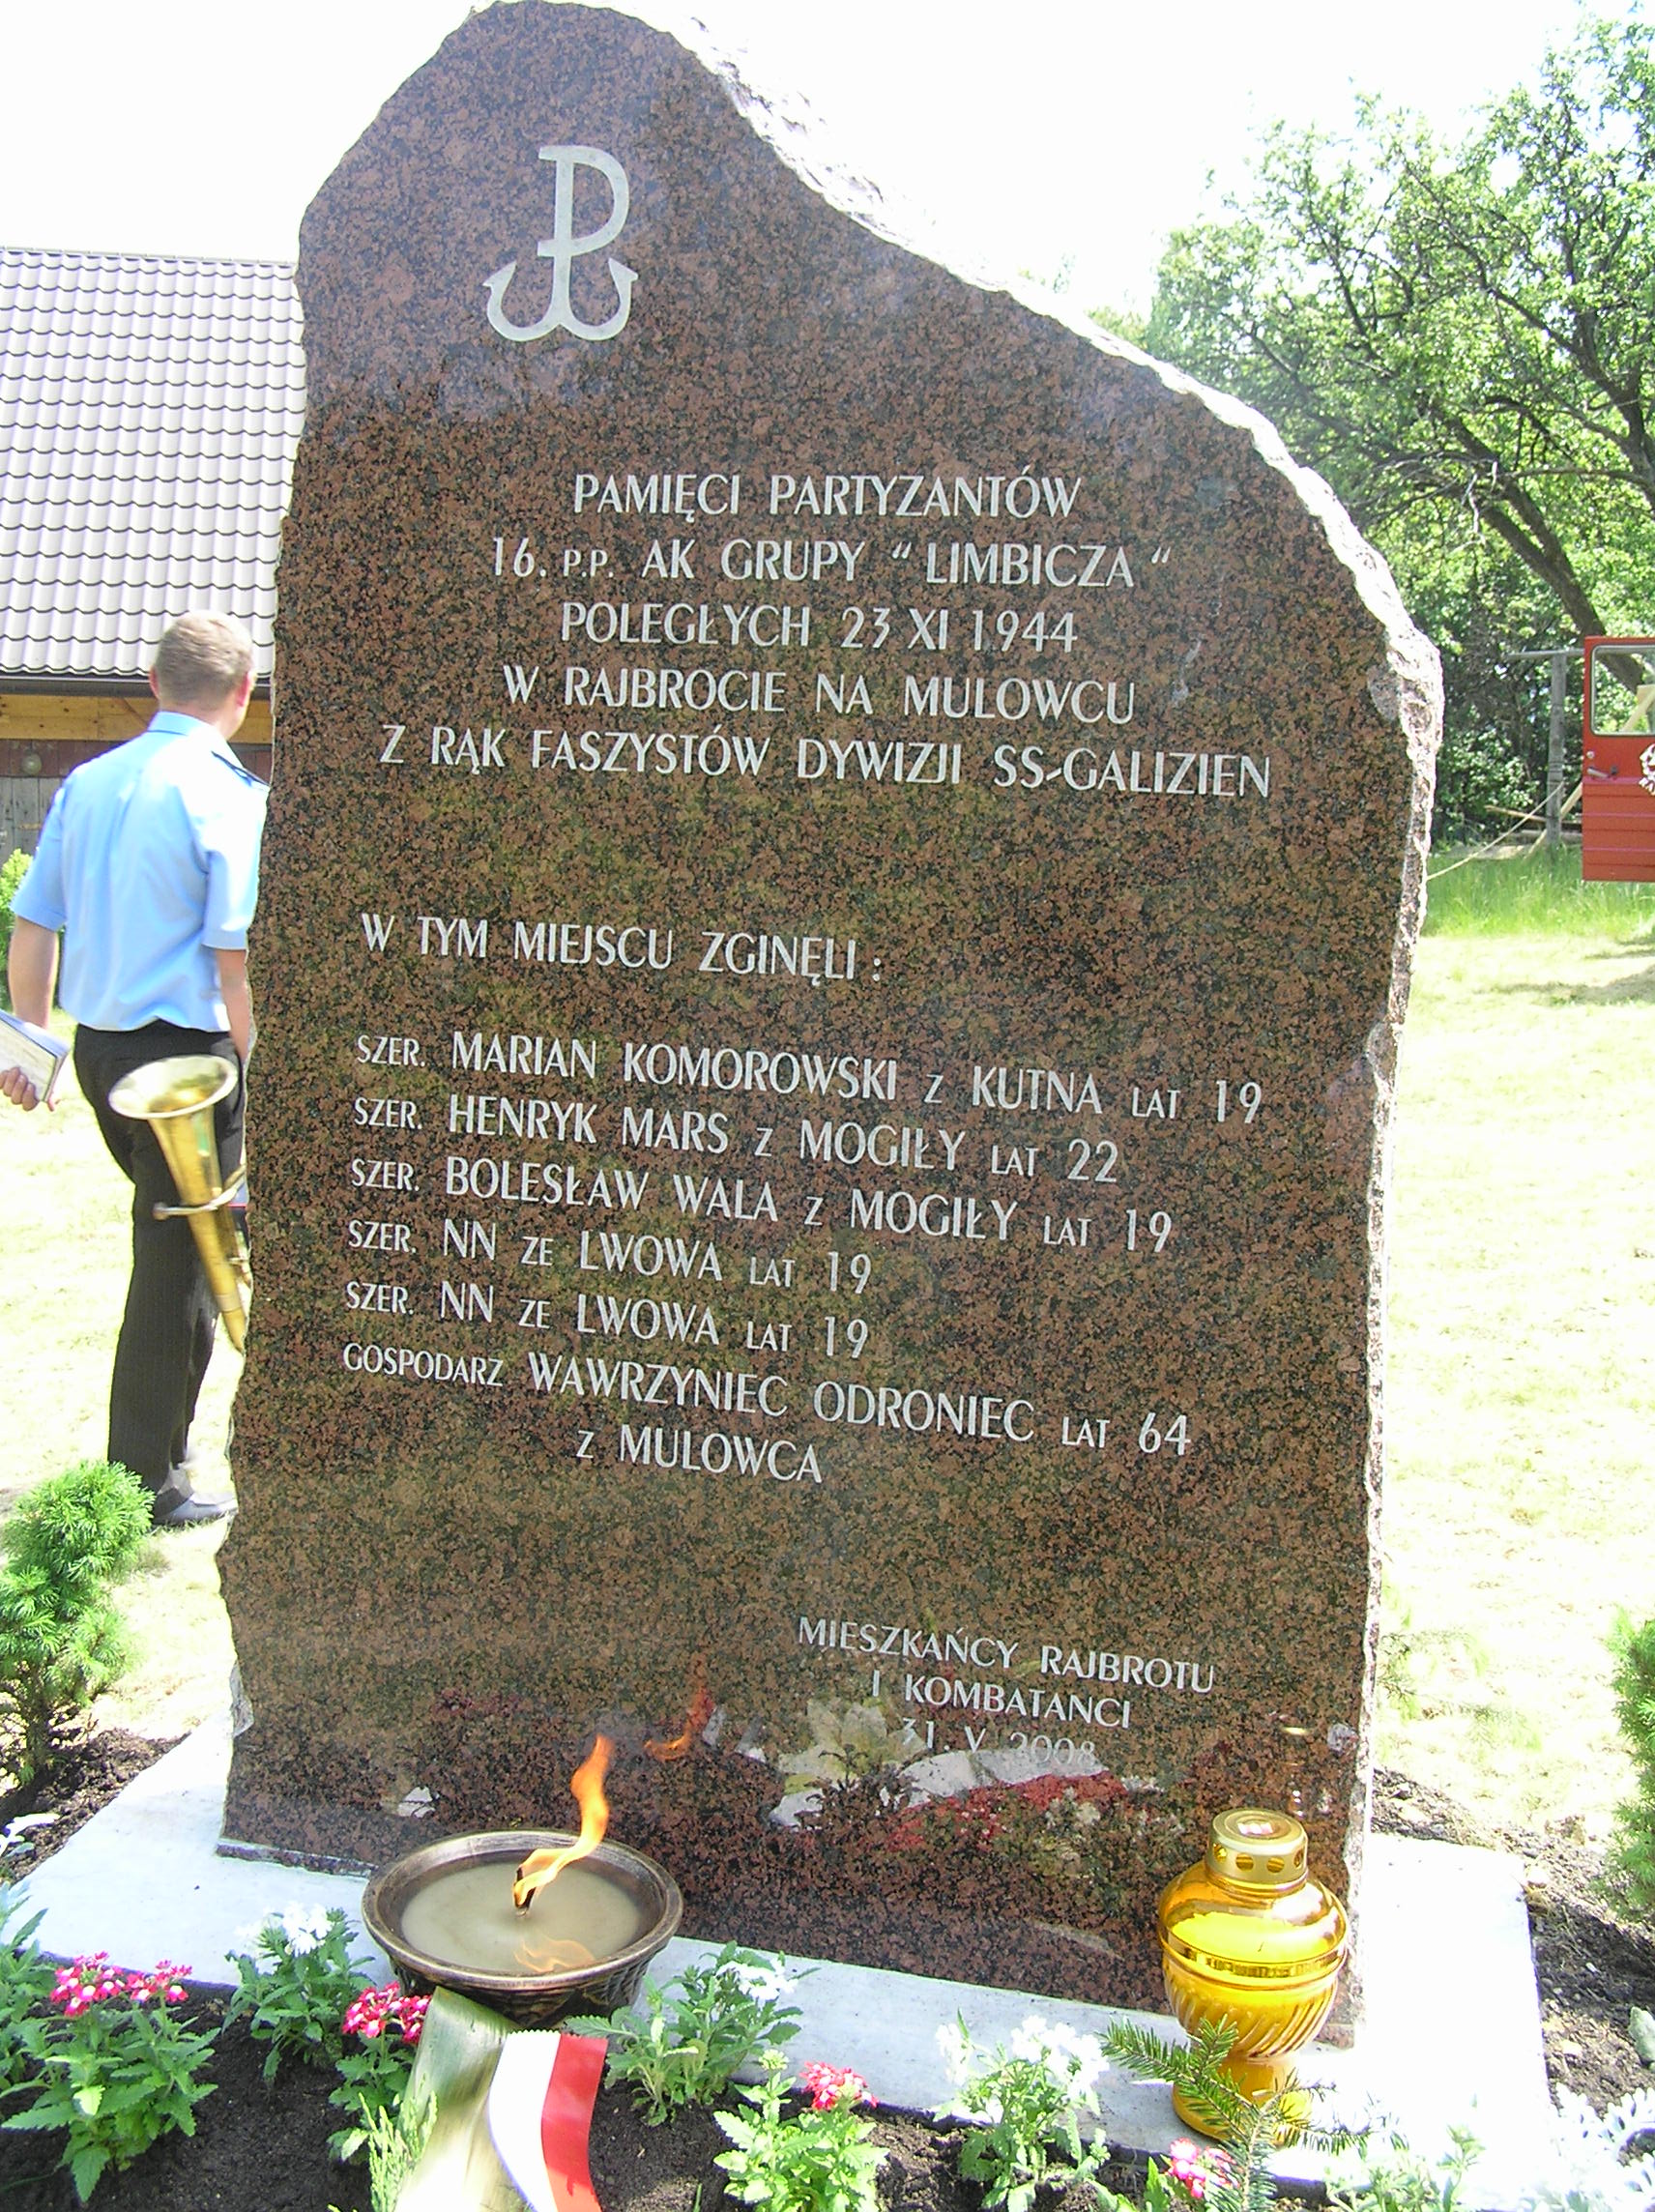 PAMIĘCI PARTYZANTÓW
16. P.P. AK GRUPY “LIMBICZA“
POLEGŁYCH 23 XI 1944
W RAJBROCIE NA MULOWCU
Z RĄK FASZYSTÓW DYWIZJI SS-GALIZIEN
W TYM MIEJSCU ZGINĘLI :
SZER. MARIAN KOMOROWSKI Z KUTNA LAT 19
SZER. HENRYK MARS Z MOGIŁY LAT 22
SZER. BOLESŁAW WALA Z MOGIŁY LAT 19
SZER. NN ZE LWOWA LAT 19
SZER. NN ZE LWOWA LAT 19
GOSPODARZ WAWRZYNIEC ODRONIEC LAT 64
Z MULOWCA
MIESZKAŃCY RAJBROTU
I KOMBATANCI
31. V 2008